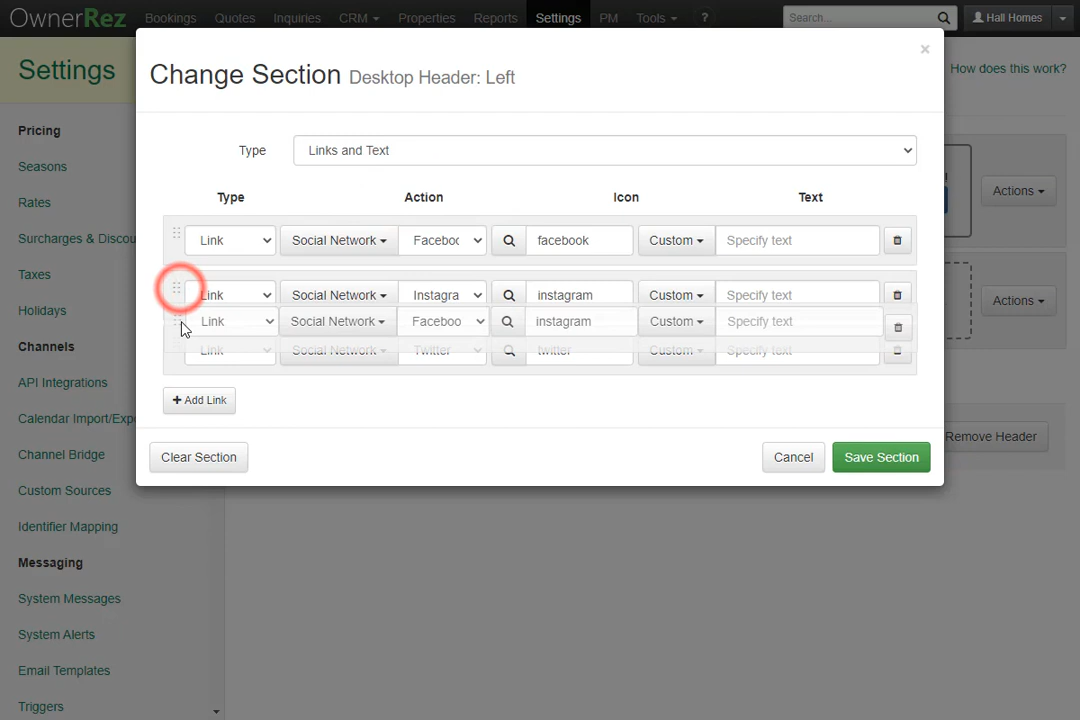 OwnerRez Bookings Quotes Inquiries CRM Properties Reports Settings PM Tools ? Search... Hall Homes
Settings
How does this work?
Pricing
Seasons
Rates
Surcharges & Discou
Taxes
Holidays
Channels
API Integrations
Calendar Import/Expo
Channel Bridge
Custom Sources
Identifier Mapping
Messaging
System Messages
System Alerts
Email Templates
Triggers
×
Change Section Desktop Header: Left
Type Links and Text
Type Action Icon Text
Link Social Network Faceboo facebook Custom Specify text
Link Social Network Instagra instagram Custom Specify text
Link Social Network Faceboo instagram Custom Specify text
Link Social Network Twitter twitter Custom Specify text
+ Add Link
Clear Section Cancel Save Section
Actions
Actions
Remove Header